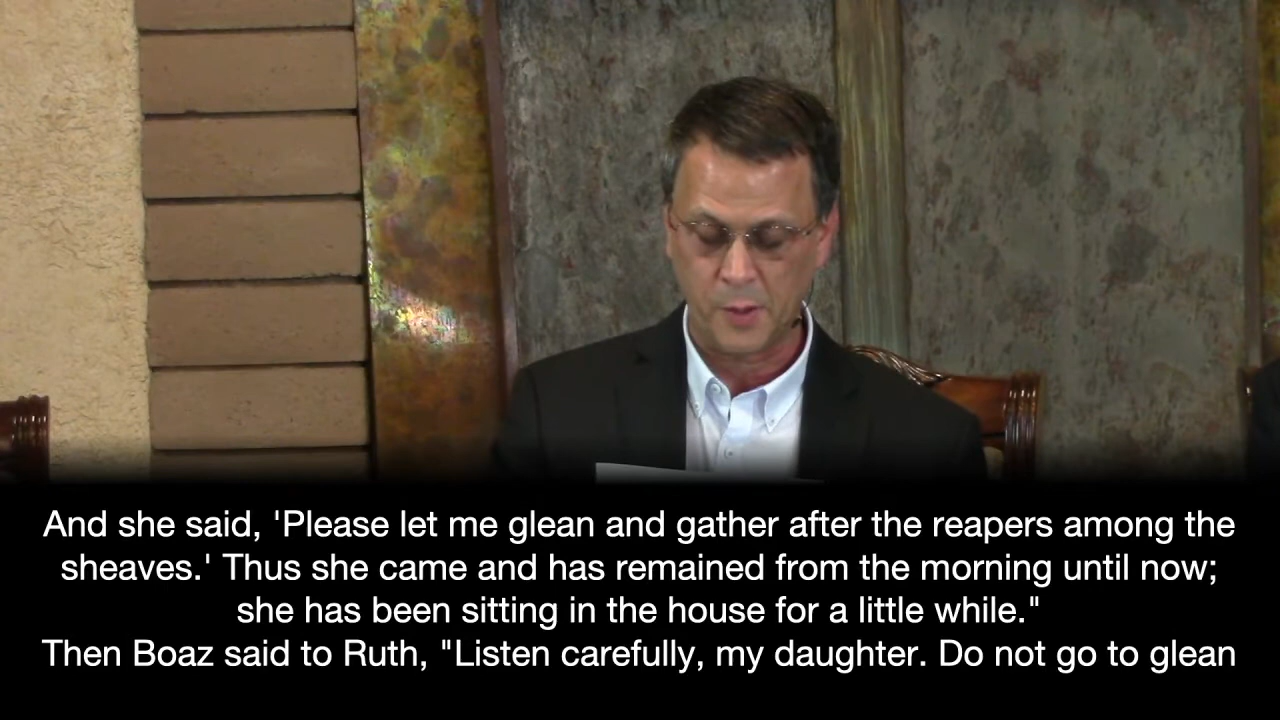 And she said, 'Please let me glean and gather after the reapers among the
sheaves.' Thus she came and has remained from the morning until now;
she has been sitting in the house for a little while."
Then Boaz said to Ruth, "Listen carefully, my daughter. Do not go to glean